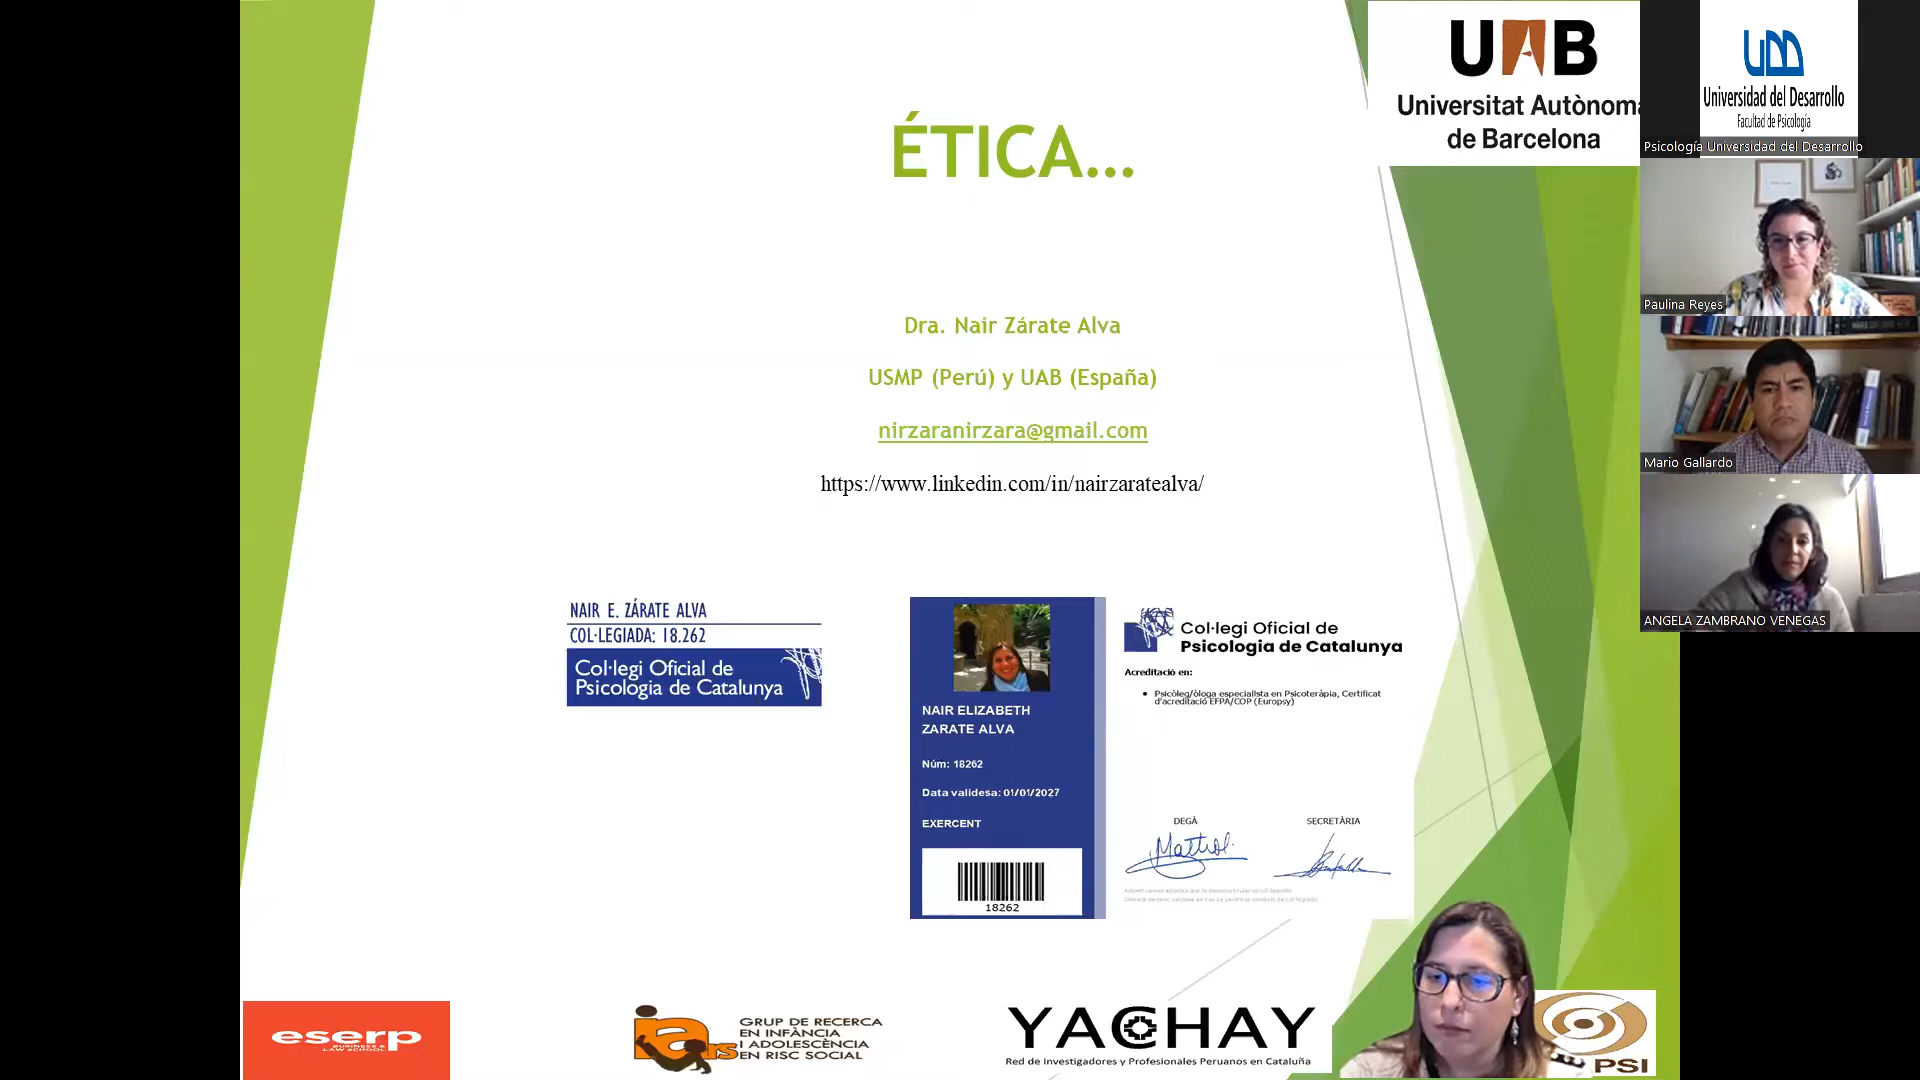 ÉTICA...
Dra. Nair Zárate Alva
USMP (Perú) y UAB (España)
nirzaranirzara@gmail.com
https://www.linkedin.com/in/nairzaratealva/
UAB
Universitat Autònoma
de Barcelona
UDD
Universidad del Desarrollo
Facultad de Psicología
Psicología Universidad del Desarrollo
Paulina Reyes
Mario Gallardo
ANGELA ZAMBRANO VENEGAS
NAIR E. ZÁRATE ALVA
COL·LEGIADA: 18.262
Col·legi Oficial de
Psicologia de Catalunya
NAIR ELIZABETH
ZARATE ALVA
Núm: 18262
Data validesa: 01/01/2027
EXERCENT
18262
Col·legi Oficial de
Psicologia de Catalunya
Acreditació en:
• Psicòleg/òloga especialista en Psicoteràpia, Certificat
d'acreditació EFPA/COP (Europsy)
DEGÀ
SECRETÀRIA
eserp
BUSINESS &
LAW SCHOOL
GRUP DE RECERCA
EN INFÀNCIA
I ADOLESCÈNCIA
EN RISC SOCIAL
YACHAY
Red de Investigadores y Profesionales Peruanos en Cataluña
PSI